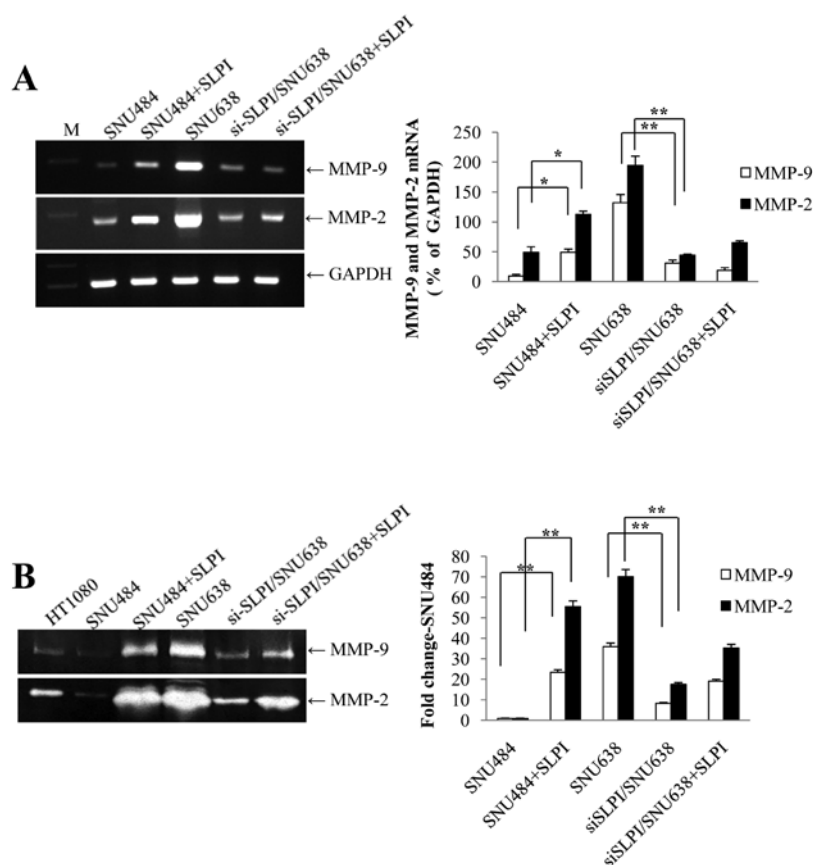 A
M
SNU484
SNU484+SLPI
SNU638
si-SLPI/SNU638
si-SLPI/SNU638+SLPI
← MMP-9
← MMP-2
← GAPDH
MMP-9 and MMP-2 mRNA
( % of GAPDH)
250
200
150
100
50
0
*
*
**
**
MMP-9
MMP-2
SNU484
SNU484+SLPI
SNU638
siSLPI/SNU638
siSLPI/SNU638+SLPI
B
HT1080
SNU484
SNU484+SLPI
SNU638
si-SLPI/SNU638
si-SLPI/SNU638+SLPI
← MMP-9
← MMP-2
Fold change-SNU484
80
70
60
50
40
30
20
10
0
**
**
**
**
MMP-9
MMP-2
SNU484
SNU484+SLPI
SNU638
siSLPI/SNU638
siSLPI/SNU638+SLPI